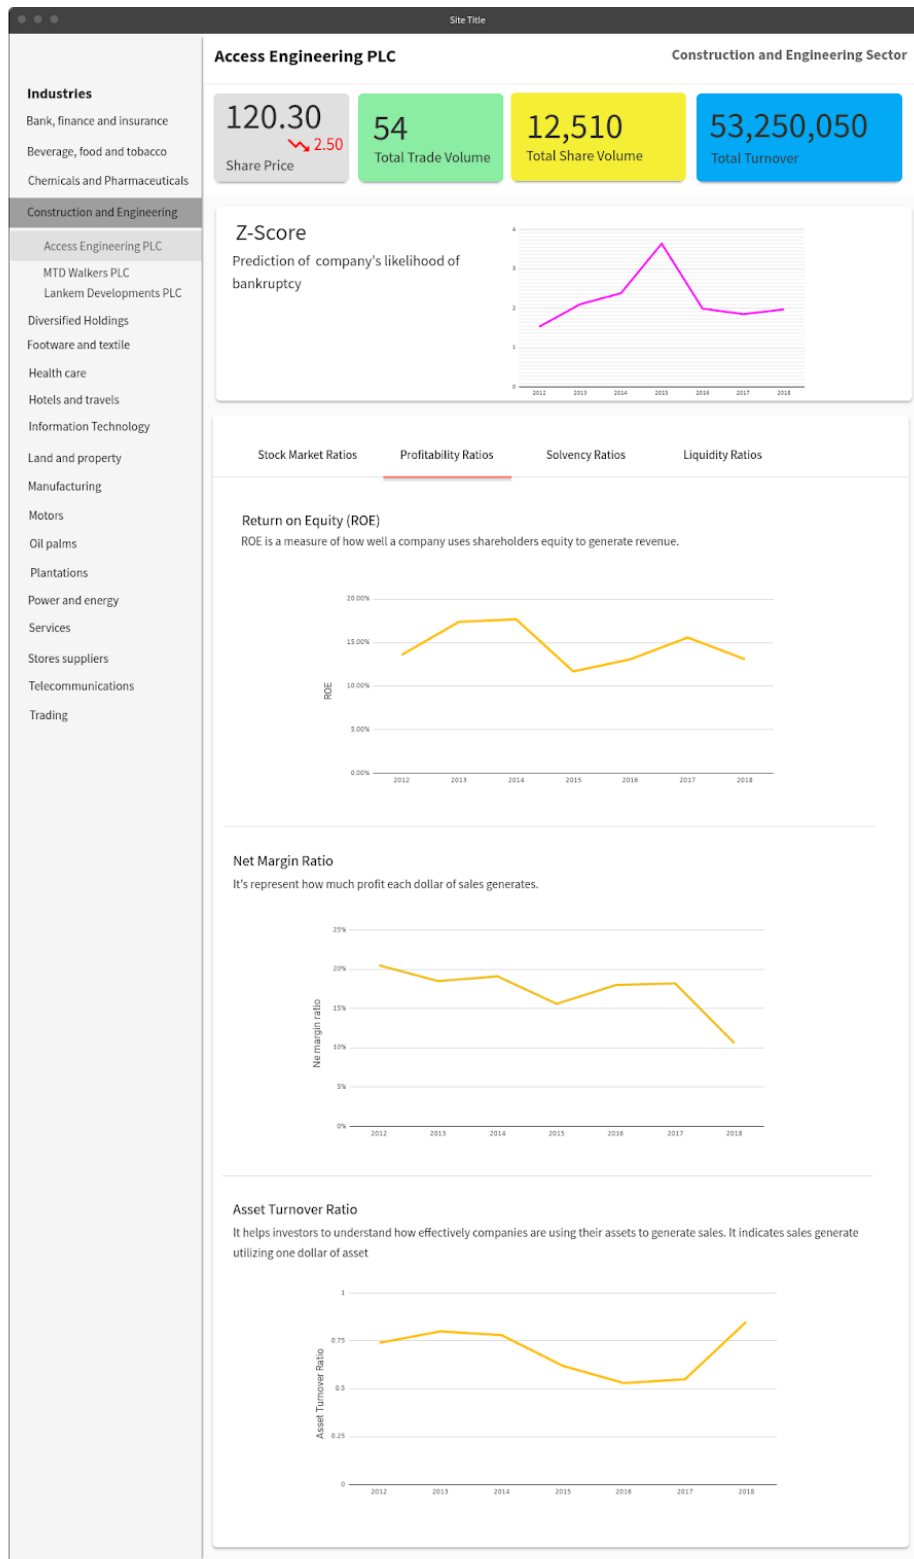 Site Title
Access Engineering PLC
Construction and Engineering Sector
Industries
Bank, finance and insurance
Beverage, food and tobacco
Chemicals and Pharmaceuticals
Construction and Engineering
Access Engineering PLC
MTD Walkers PLC
Lankem Developments PLC
Diversified Holdings
Footware and textile
Health care
Hotels and travels
Information Technology
Land and property
Manufacturing
Motors
Oil palms
Plantations
Power and energy
Services
Stores suppliers
Telecommunications
Trading
120.30
2.50
Share Price
54
Total Trade Volume
12,510
Total Share Volume
53,250,050
Total Turnover
Z-Score
Prediction of company's likelihood of
bankruptcy
4
3
2
1
0
2012 2013 2014 2015 2016 2017 2018
Stock Market Ratios Profitability Ratios Solvency Ratios Liquidity Ratios
Return on Equity (ROE)
ROE is a measure of how well a company uses shareholders equity to generate revenue.
20.00%
15.00%
10.00%
5.00%
0.00%
ROE
2012 2013 2014 2015 2016 2017 2018
Net Margin Ratio
It's represent how much profit each dollar of sales generates.
25%
20%
15%
10%
5%
0%
Ne margin ratio
2012 2013 2014 2015 2016 2017 2018
Asset Turnover Ratio
It helps investors to understand how effectively companies are using their assets to generate sales. It indicates sales generate
utilizing one dollar of asset
1
0.75
0.5
0.25
0
Asset Turnover Ratio
2012 2013 2014 2015 2016 2017 2018